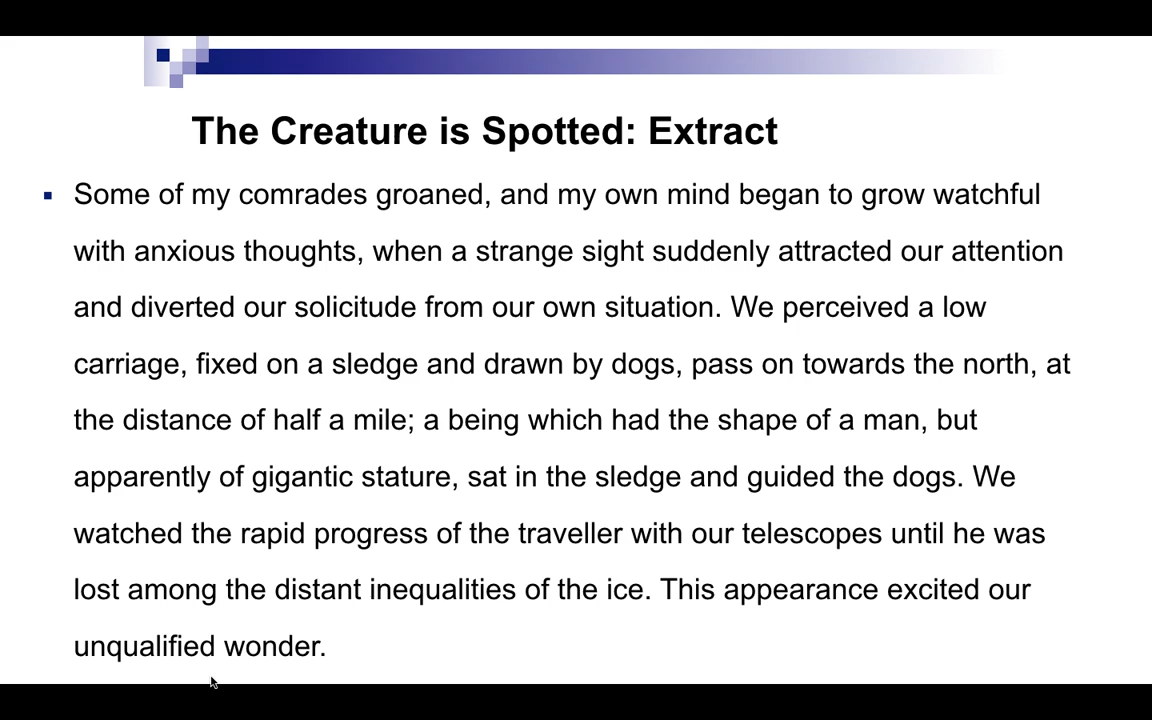 The Creature is Spotted: Extract
Some of my comrades groaned, and my own mind began to grow watchful
with anxious thoughts, when a strange sight suddenly attracted our attention
and diverted our solicitude from our own situation. We perceived a low
carriage, fixed on a sledge and drawn by dogs, pass on towards the north, at
the distance of half a mile; a being which had the shape of a man, but
apparently of gigantic stature, sat in the sledge and guided the dogs. We
watched the rapid progress of the traveller with our telescopes until he was
lost among the distant inequalities of the ice. This appearance excited our
unqualified wonder.